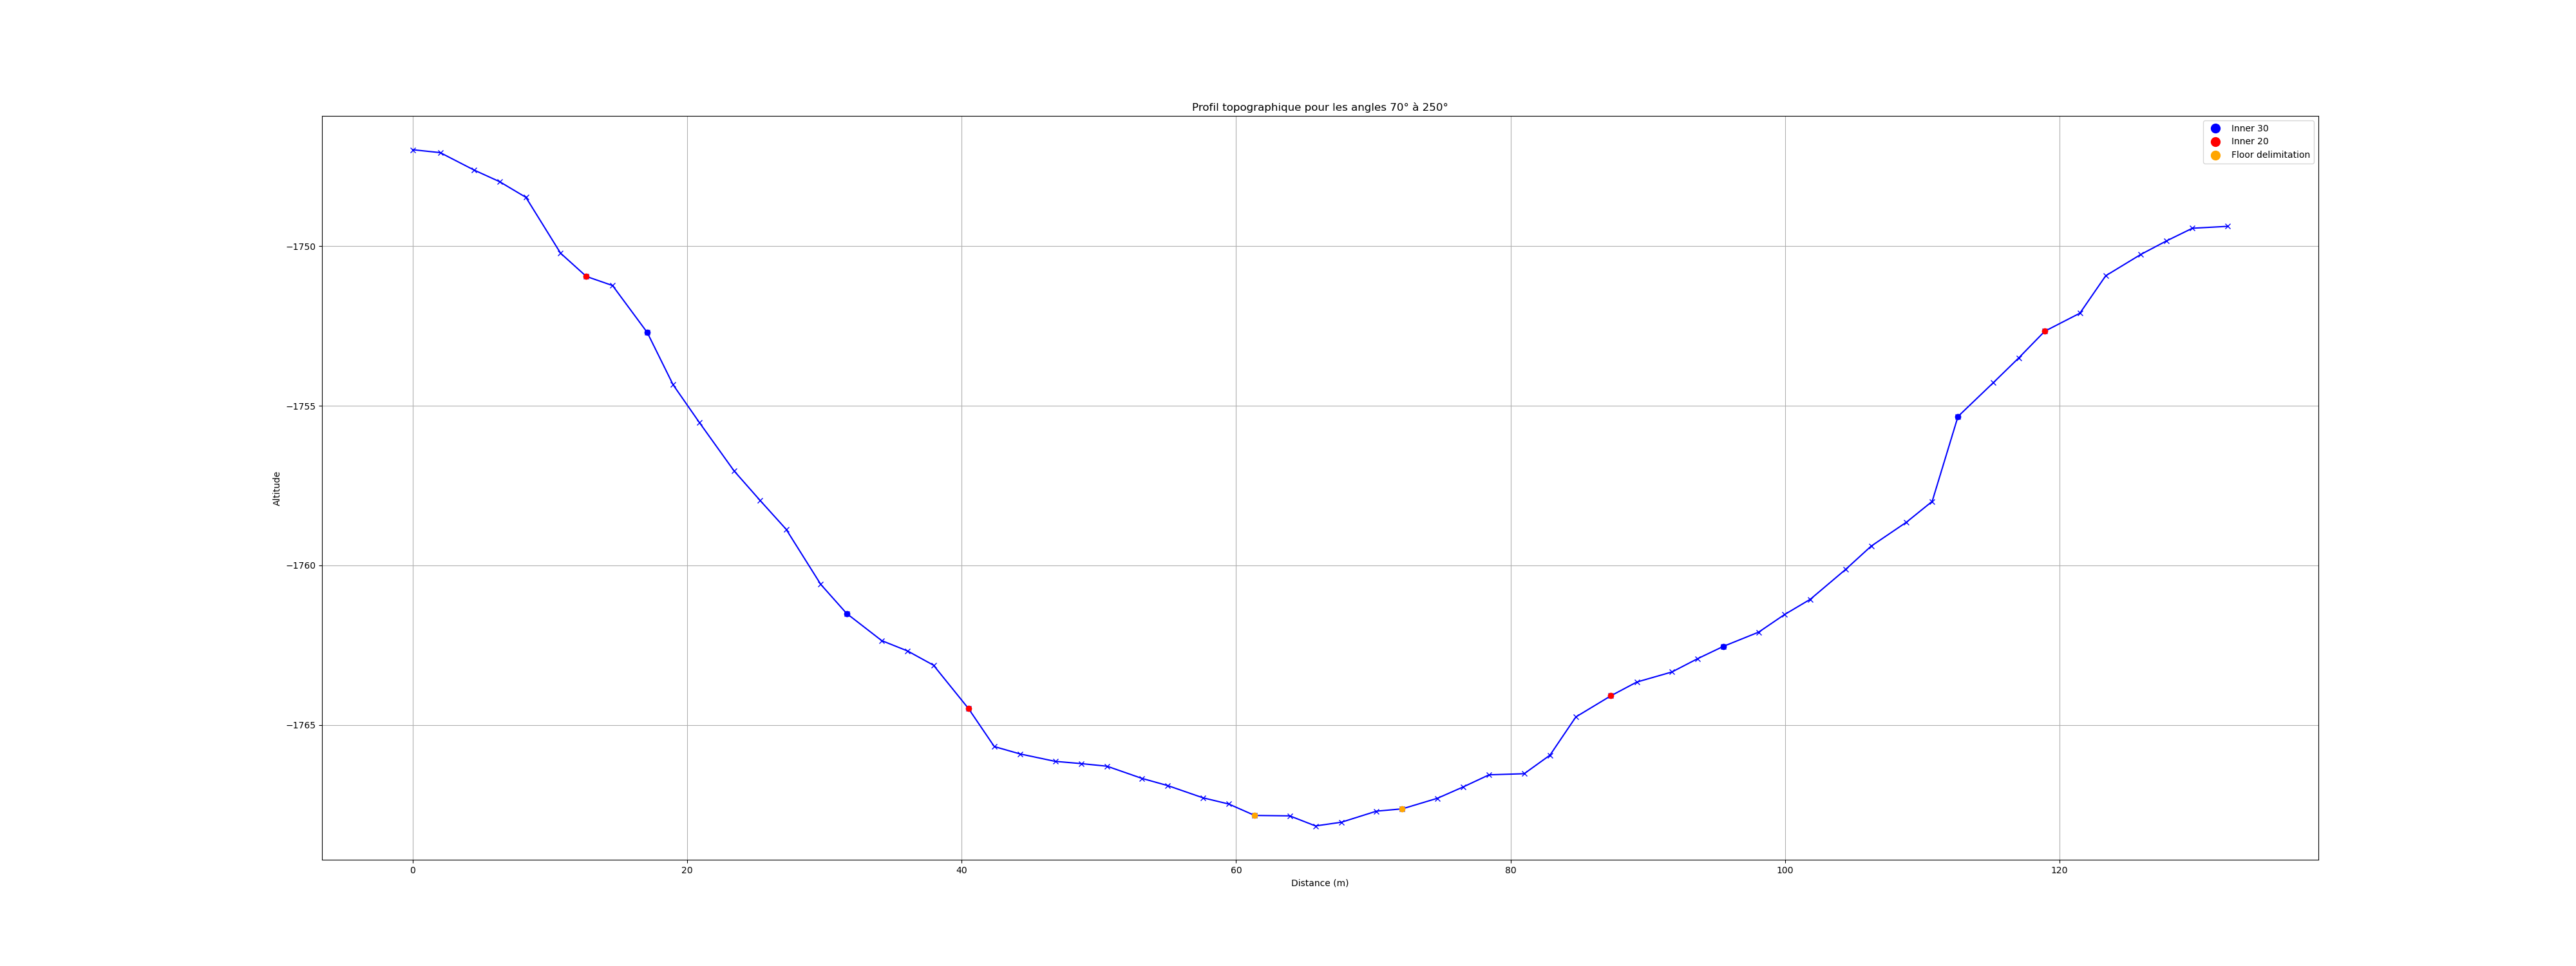 Profil topographique pour les angles 70° à 250°
Inner 30
Inner 20
Floor delimitation
−1750
−1755
−1760
−1765
Altitude
0 20 40 60 80 100 120
Distance (m)